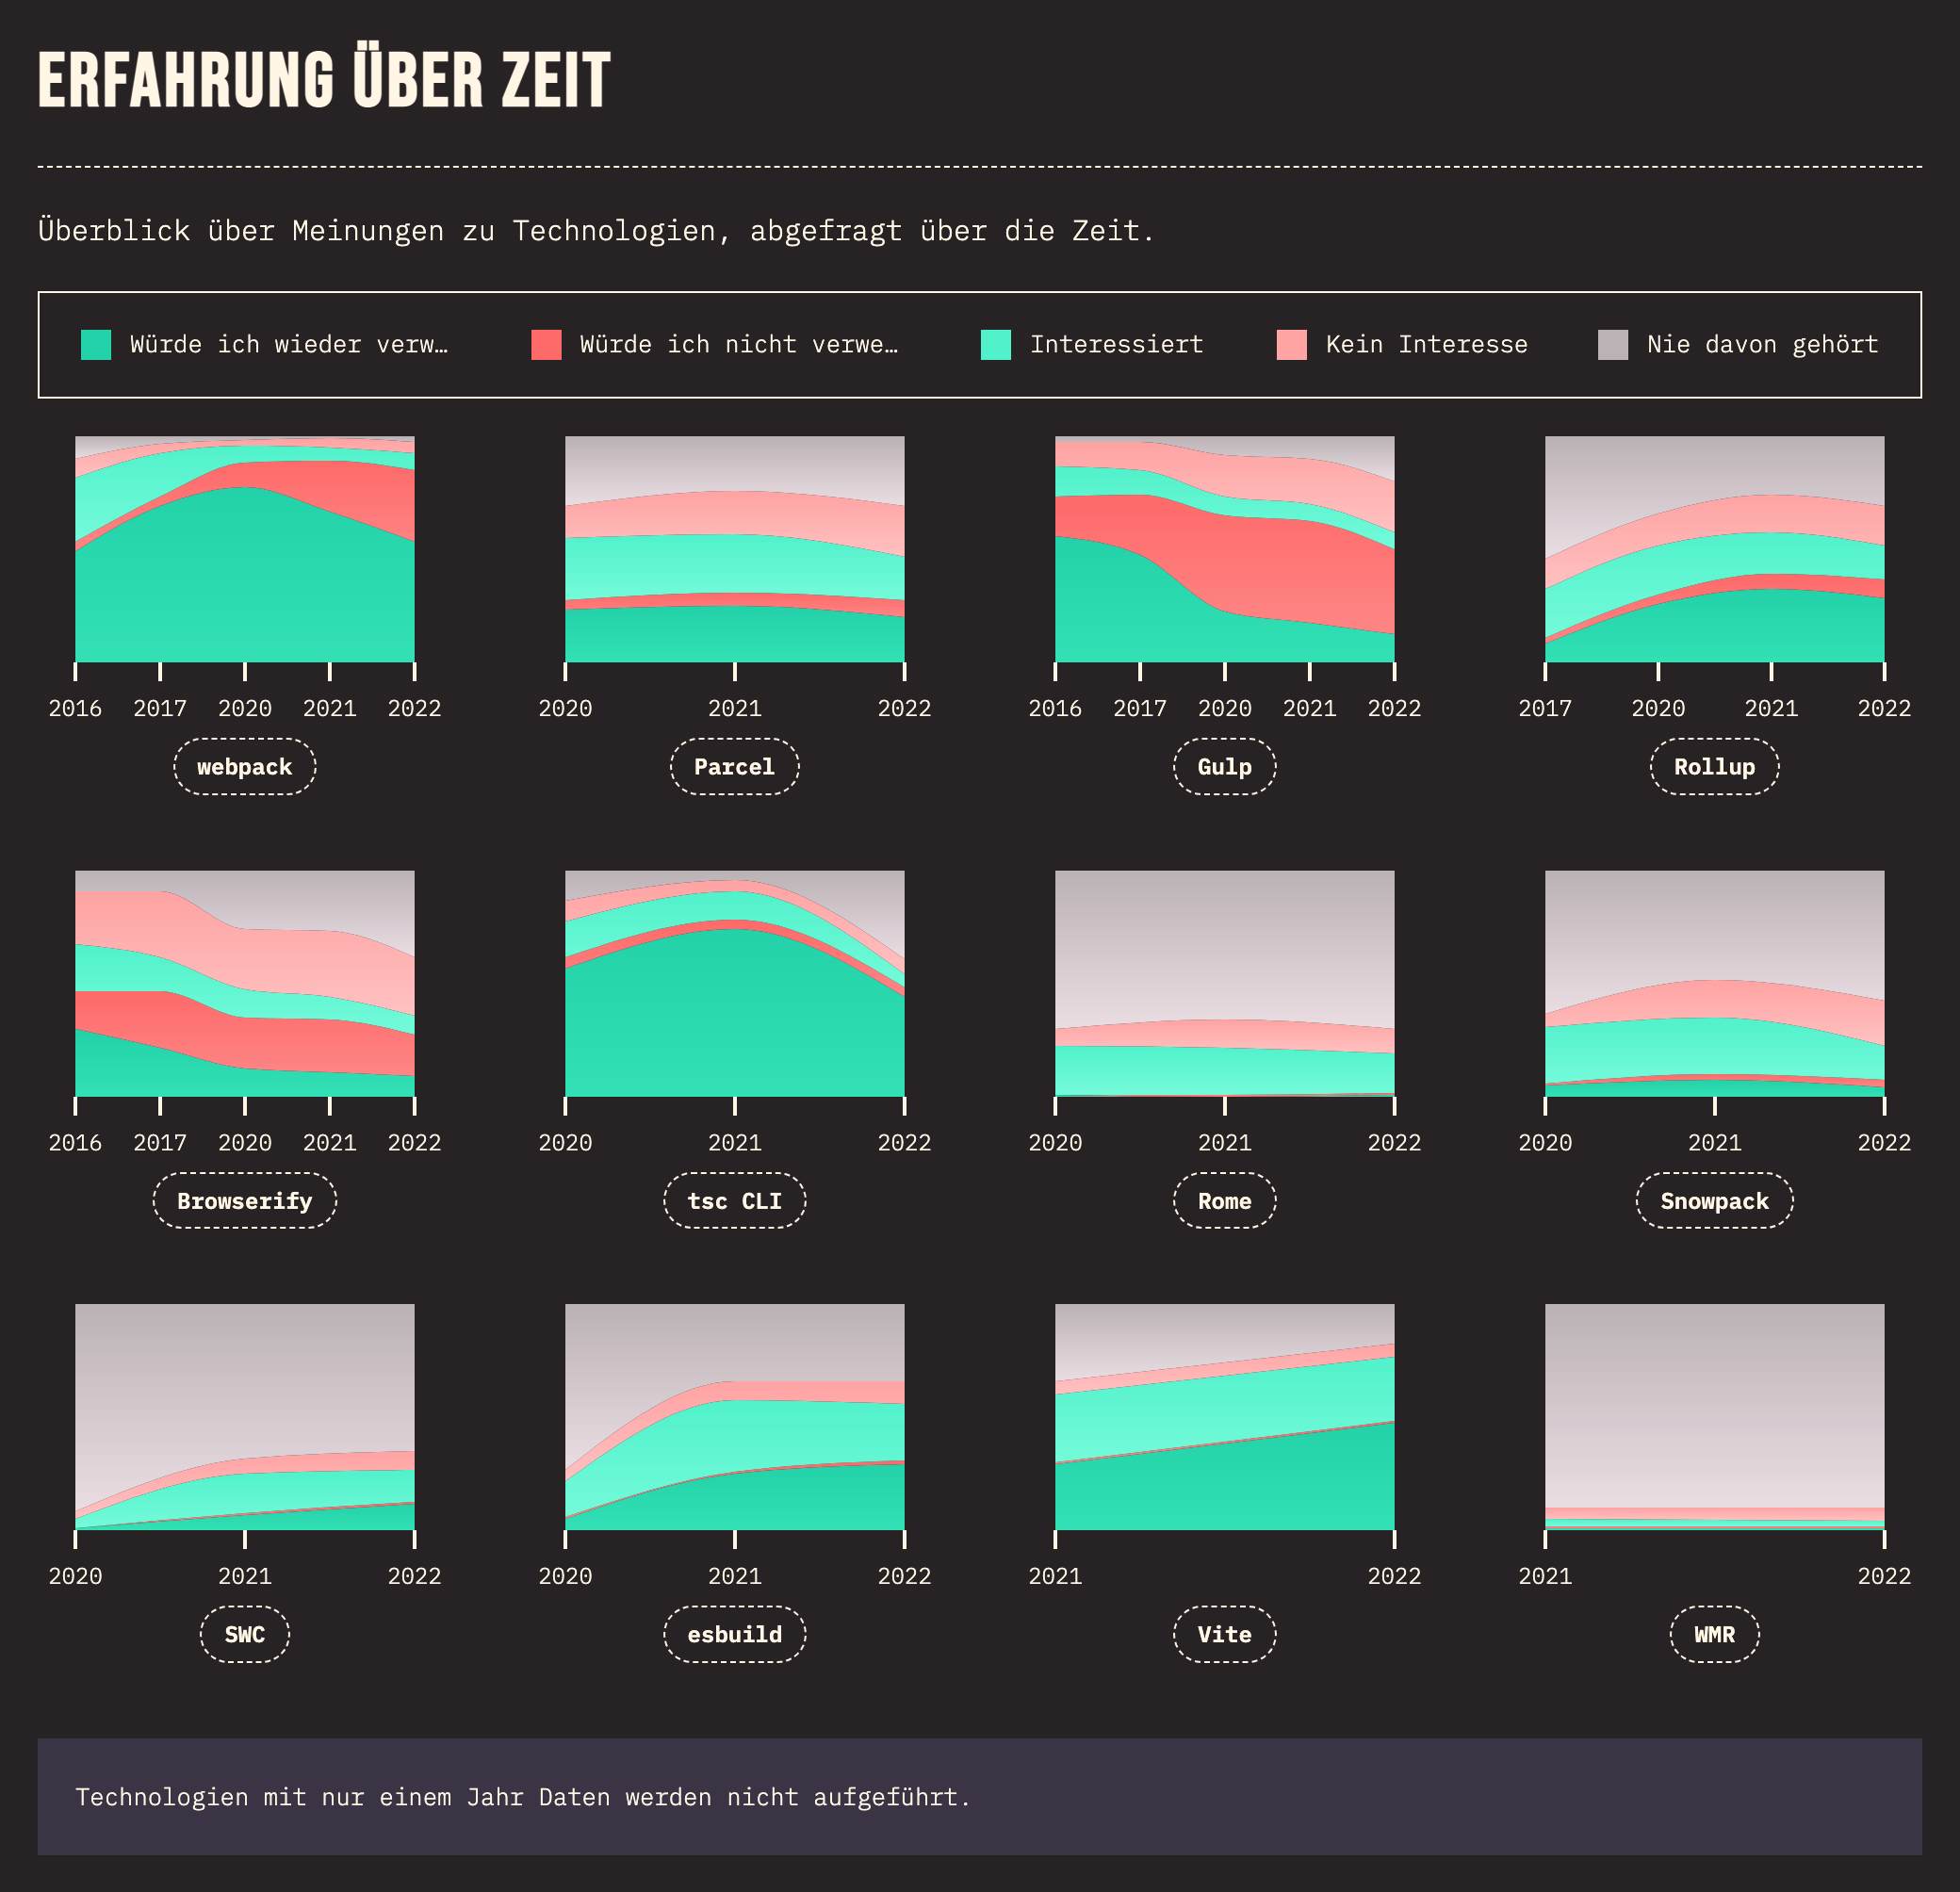 ERFAHRUNG ÜBER ZEIT
Überblick über Meinungen zu Technologien, abgefragt über die Zeit.
Würde ich wieder verw… Würde ich nicht verwe… Interessiert Kein Interesse Nie davon gehört
2016 2017 2020 2021 2022 2020 2021 2022 2016 2017 2020 2021 2022 2017 2020 2021 2022
webpack Parcel Gulp Rollup
2016 2017 2020 2021 2022 2020 2021 2022 2020 2021 2022 2020 2021 2022
Browserify tsc CLI Rome Snowpack
2020 2021 2022 2020 2021 2022 2021 2022 2021 2022
SWC esbuild Vite WMR
Technologien mit nur einem Jahr Daten werden nicht aufgeführt.